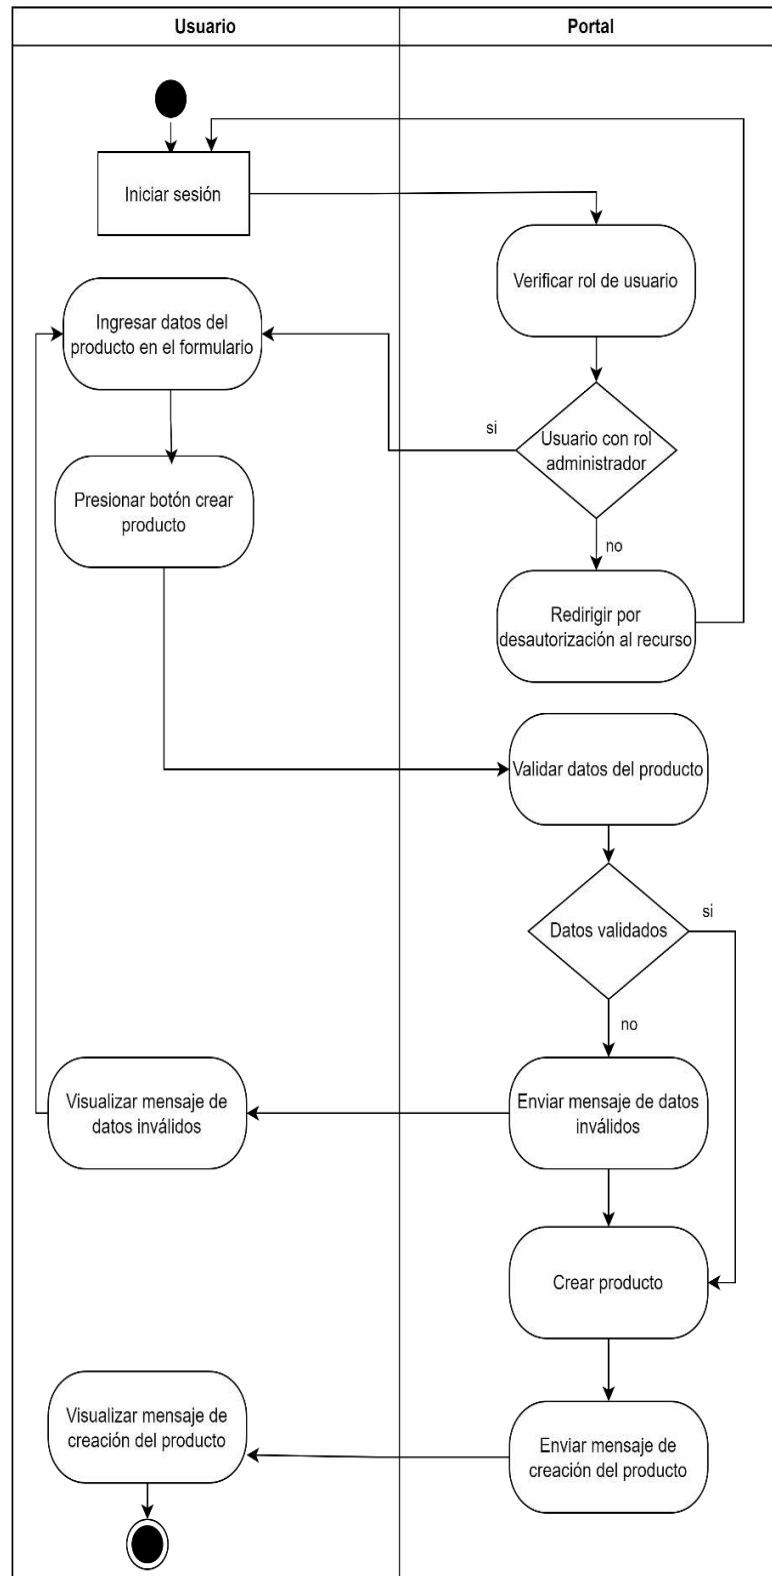 Usuario
Portal
Iniciar sesión
Verificar rol de usuario
Ingresar datos del
producto en el formulario
si
Usuario con rol
administrador
Presionar botón crear
producto
no
Redirigir por
desautorización al recurso
Validar datos del producto
Datos validados
si
no
Visualizar mensaje de
datos inválidos
Enviar mensaje de datos
inválidos
Crear producto
Visualizar mensaje de
creación del producto
Enviar mensaje de
creación del producto